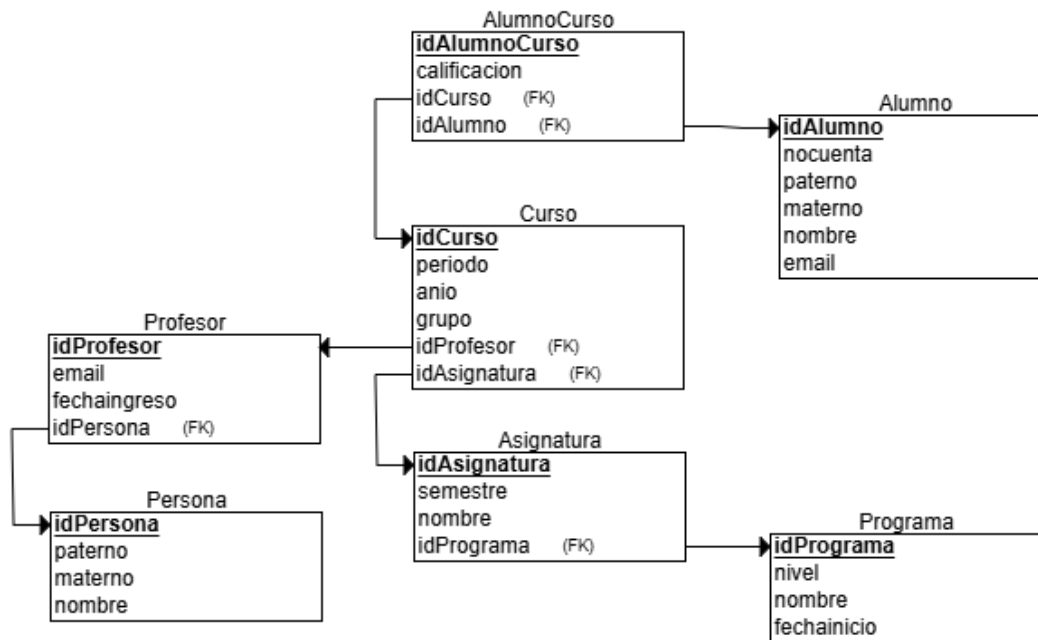 AlumnoCurso
idAlumnoCurso
calificacion
idCurso (FK)
idAlumno (FK)
Alumno
idAlumno
nocuenta
paterno
materno
nombre
email
Curso
idCurso
periodo
anio
grupo
idProfesor (FK)
idAsignatura (FK)
Profesor
idProfesor
email
fechaingreso
idPersona (FK)
Asignatura
idAsignatura
semestre
nombre
idPrograma (FK)
Persona
idPersona
paterno
materno
nombre
Programa
idPrograma
nivel
nombre
fechainicio